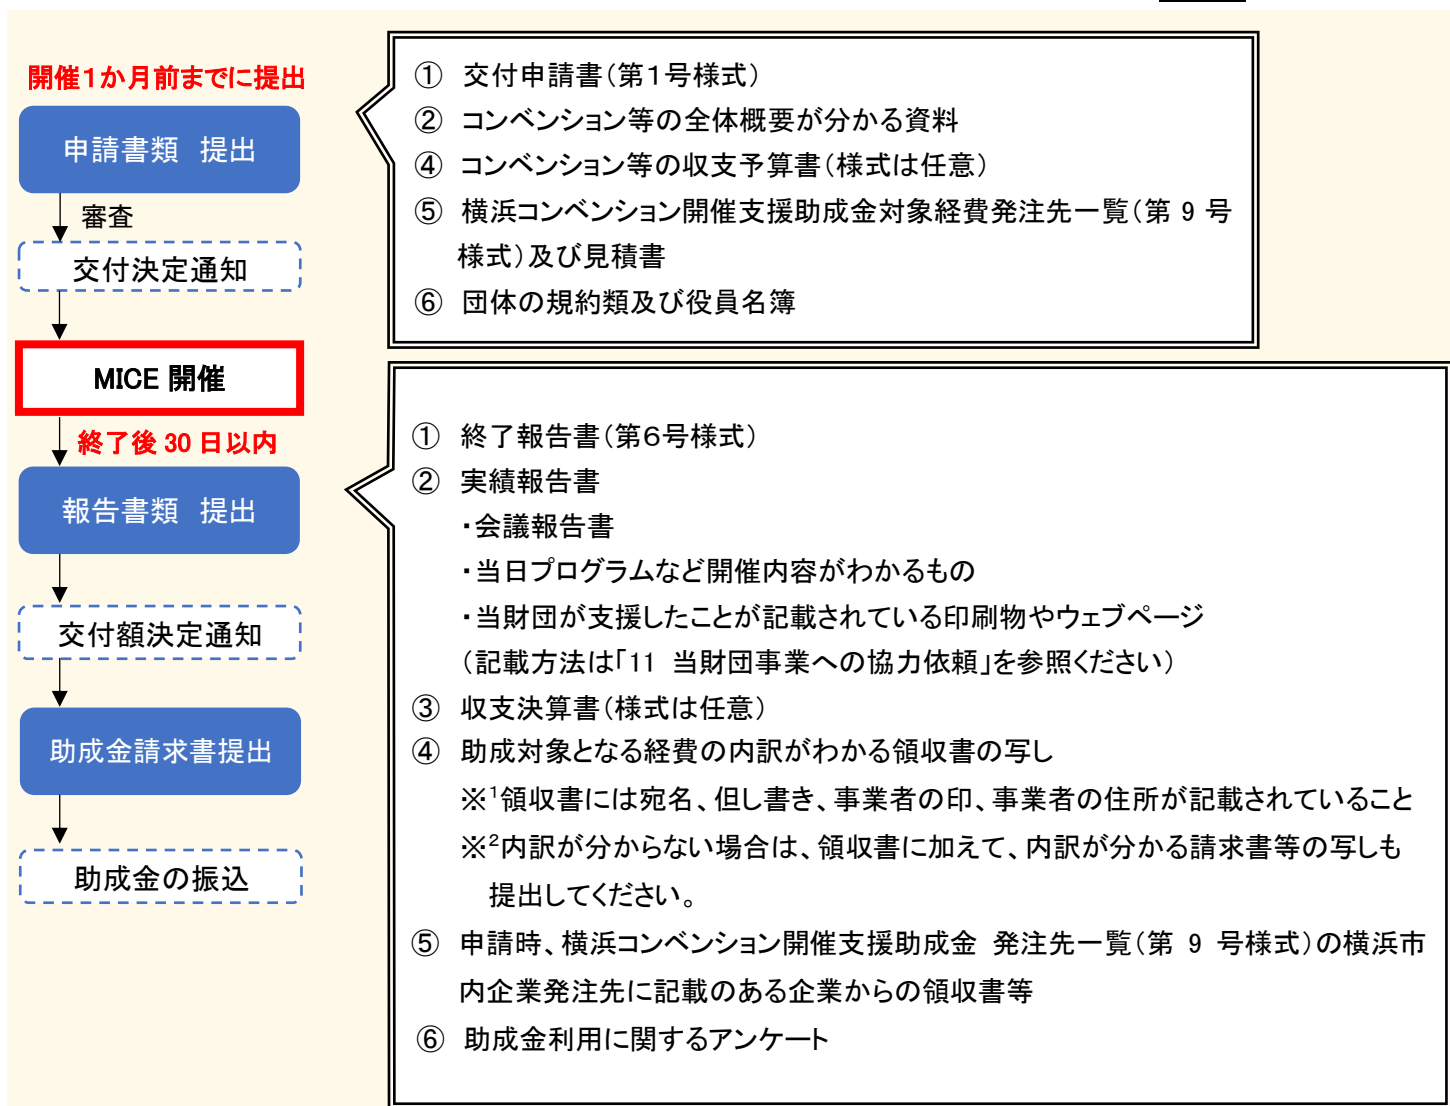 開催１か月前までに提出
申請書類　提出
審査
交付決定通知
MICE 開催
終了後 30 日以内
報告書類　提出
交付額決定通知
助成金請求書提出
助成金の振込
①　交付申請書（第１号様式）
②　コンベンション等の全体概要が分かる資料
④　コンベンション等の収支予算書（様式は任意）
⑤　横浜コンベンション開催支援助成金対象経費発注先一覧（第 9 号
様式）及び見積書
⑥　団体の規約類及び役員名簿
①　終了報告書（第６号様式）
②　実績報告書
・会議報告書
・当日プログラムなど開催内容がわかるもの
・当財団が支援したことが記載されている印刷物やウェブページ
（記載方法は「11 当財団事業への協力依頼」を参照ください）
③　収支決算書（様式は任意）
④　助成対象となる経費の内訳がわかる領収書の写し
※¹領収書には宛名、但し書き、事業者の印、事業者の住所が記載されていること
※²内訳が分からない場合は、領収書に加えて、内訳が分かる請求書等の写しも
提出してください。
⑤　申請時、横浜コンベンション開催支援助成金 発注先一覧（第 9 号様式）の横浜市
内企業発注先に記載のある企業からの領収書等
⑥　助成金利用に関するアンケート